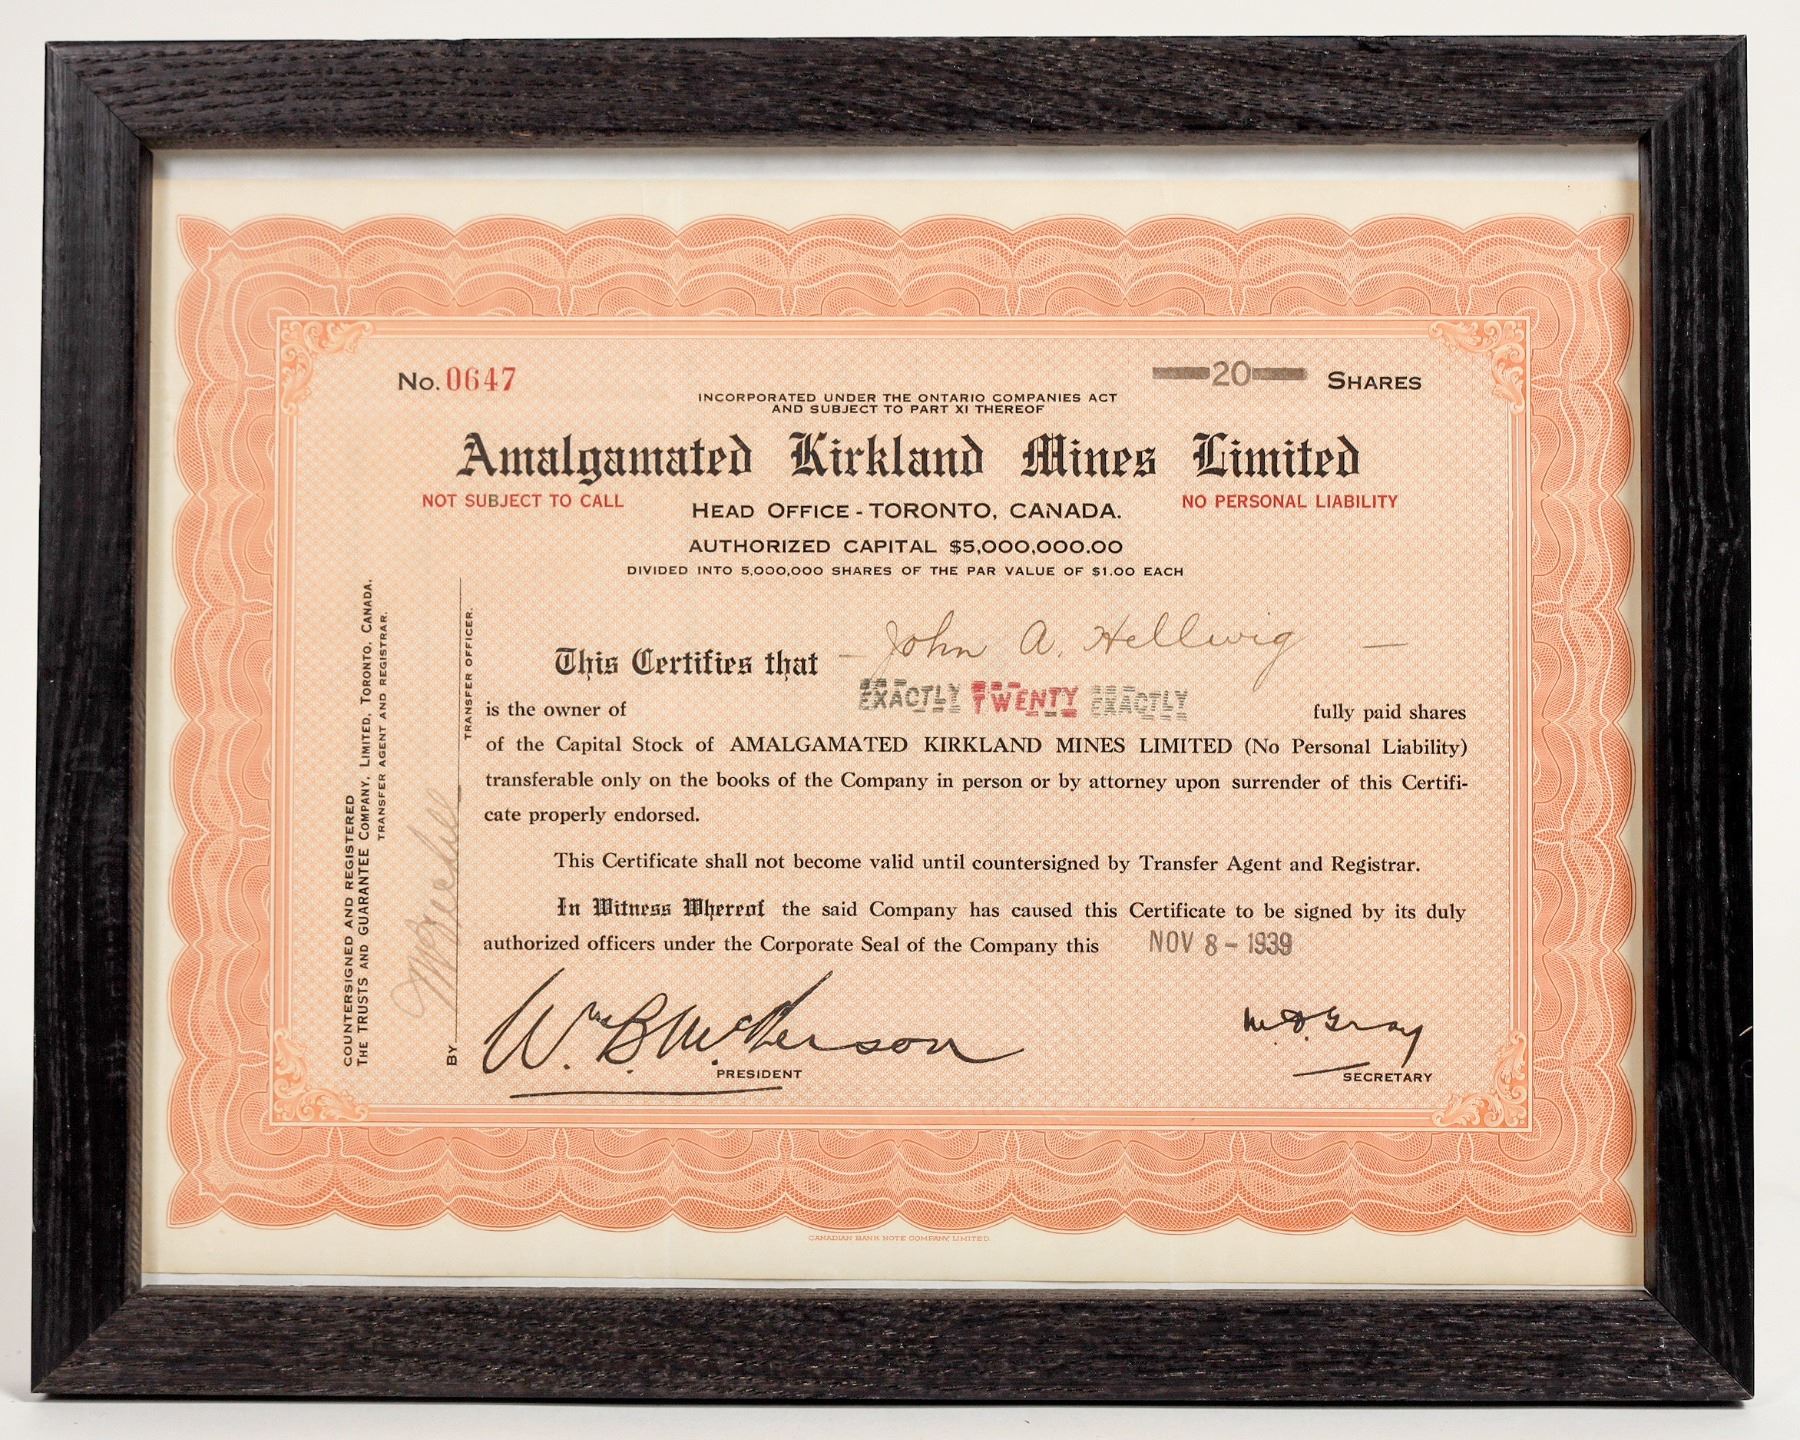 No. 0647
20 SHARES
INCORPORATED UNDER THE ONTARIO COMPANIES ACT
AND SUBJECT TO PART XI THEREOF
Amalgamated Kirkland Mines Limited
NOT SUBJECT TO CALL
HEAD OFFICE - TORONTO, CANADA.
NO PERSONAL LIABILITY
AUTHORIZED CAPITAL $5,000,000.00
DIVIDED INTO 5,000,000 SHARES OF THE PAR VALUE OF $1.00 EACH
This Certifies that — John A. Hellwig —
EXACTLY TWENTY EXACTLY
is the owner of fully paid shares
of the Capital Stock of AMALGAMATED KIRKLAND MINES LIMITED (No Personal Liability)
transferable only on the books of the Company in person or by attorney upon surrender of this Certifi-
cate properly endorsed.
This Certificate shall not become valid until countersigned by Transfer Agent and Registrar.
In Witness Whereof the said Company has caused this Certificate to be signed by its duly
authorized officers under the Corporate Seal of the Company this NOV 8 - 1939
Wm. B. McPherson
PRESIDENT
Gray
SECRETARY
COUNTERSIGNED AND REGISTERED
THE TRUSTS AND GUARANTEE COMPANY, LIMITED, TORONTO, CANADA.
TRANSFER AGENT AND REGISTRAR.
BY
TRANSFER OFFICER.
CANADIAN BANK NOTE COMPANY, LIMITED.